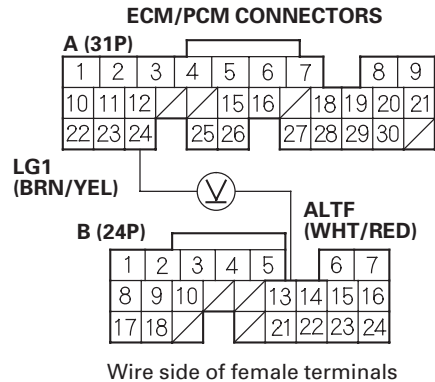 ECM/PCM CONNECTORS
A (31P)
1 2 3 4 5 6 7 8 9
10 11 12 15 16 18 19 20 21
22 23 24 25 26 27 28 29 30
LG1
(BRN/YEL)
V
ALTF
(WHT/RED)
B (24P)
1 2 3 4 5 6 7
8 9 10 13 14 15 16
17 18 21 22 23 24
Wire side of female terminals